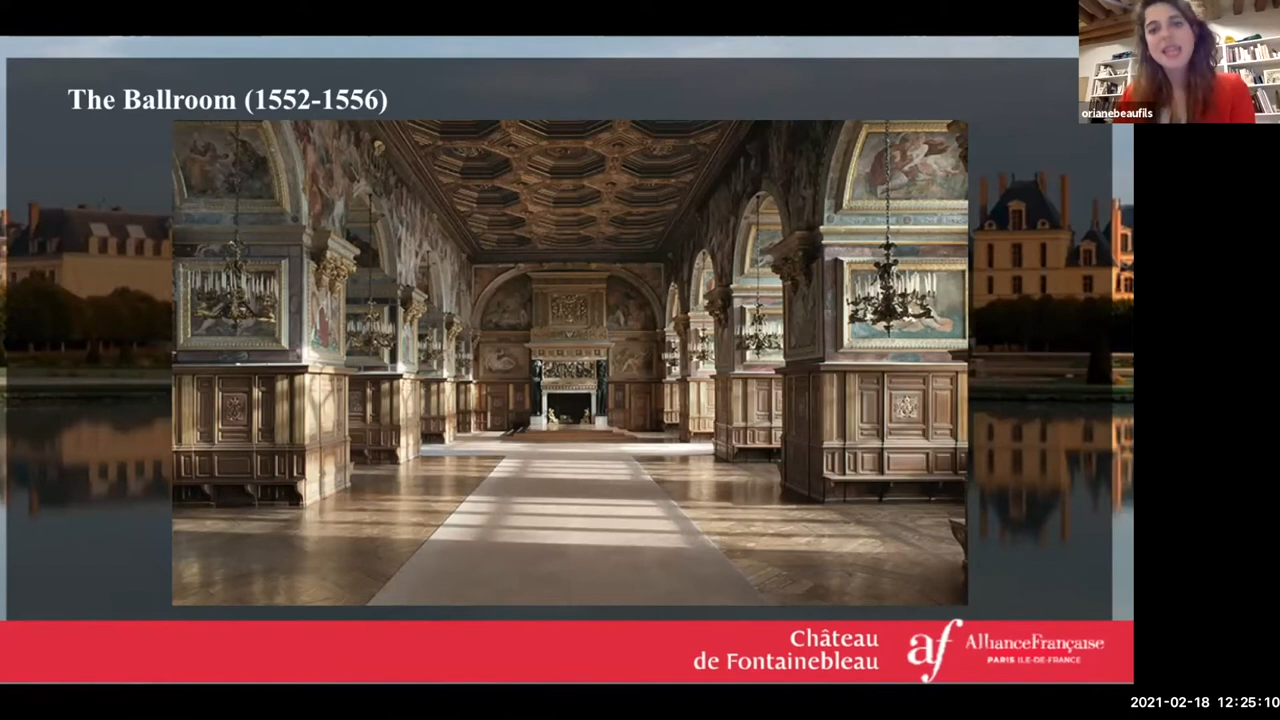 The Ballroom (1552-1556)
orianebeaufils
Château
de Fontainebleau
af
AllianceFrançaise
PARIS ILE-DE-FRANCE
2021-02-18 12:25:10